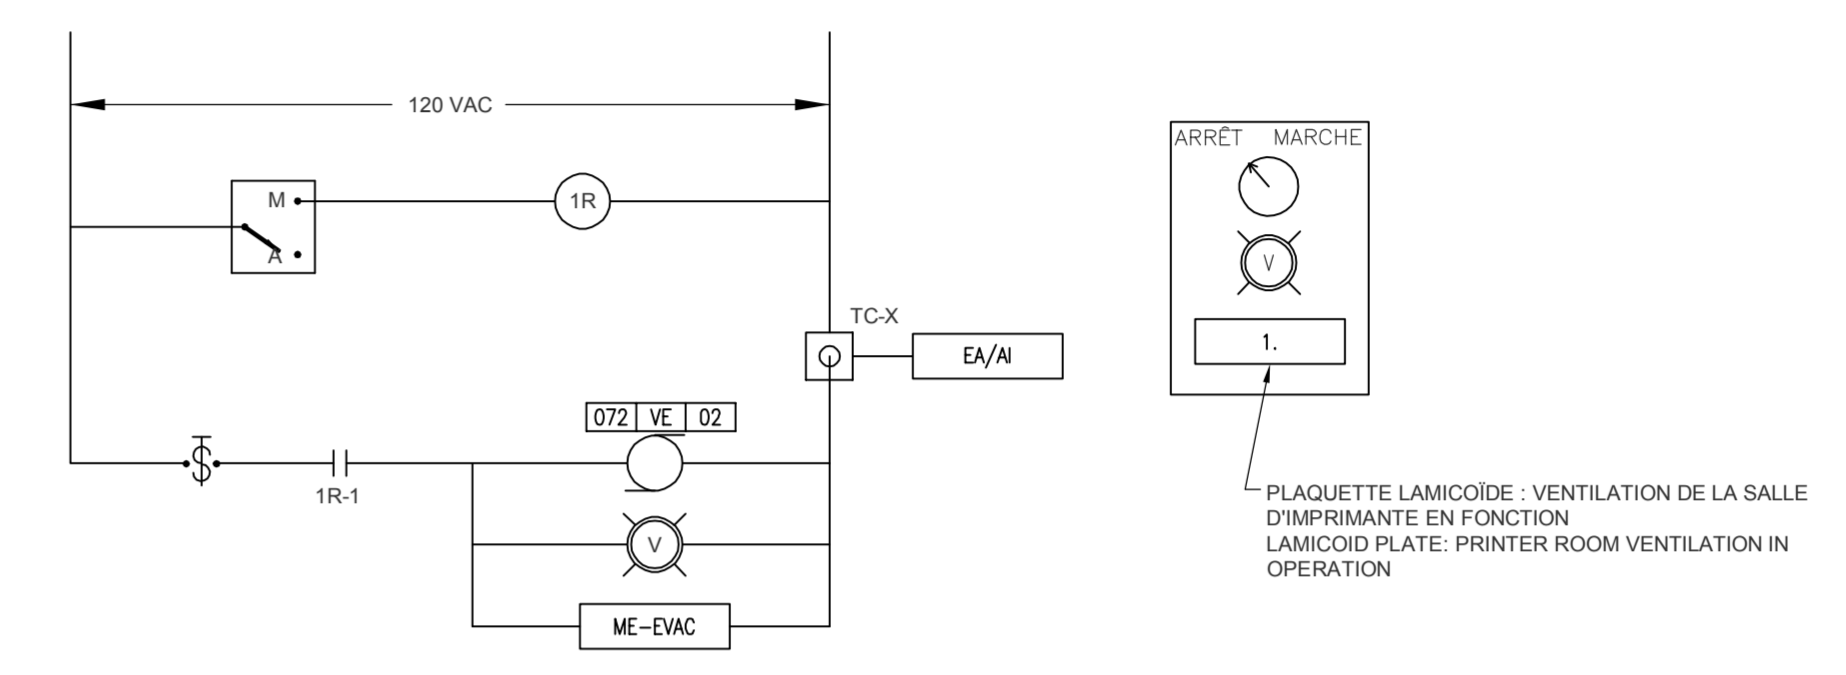 120 VAC
ARRÊT MARCHE
M
1R
A
V
TC-X
EA/AI
1.
072 VE 02
1R-1
PLAQUETTE LAMICOÏDE : VENTILATION DE LA SALLE
D'IMPRIMANTE EN FONCTION
LAMICOID PLATE: PRINTER ROOM VENTILATION IN
OPERATION
V
ME-EVAC